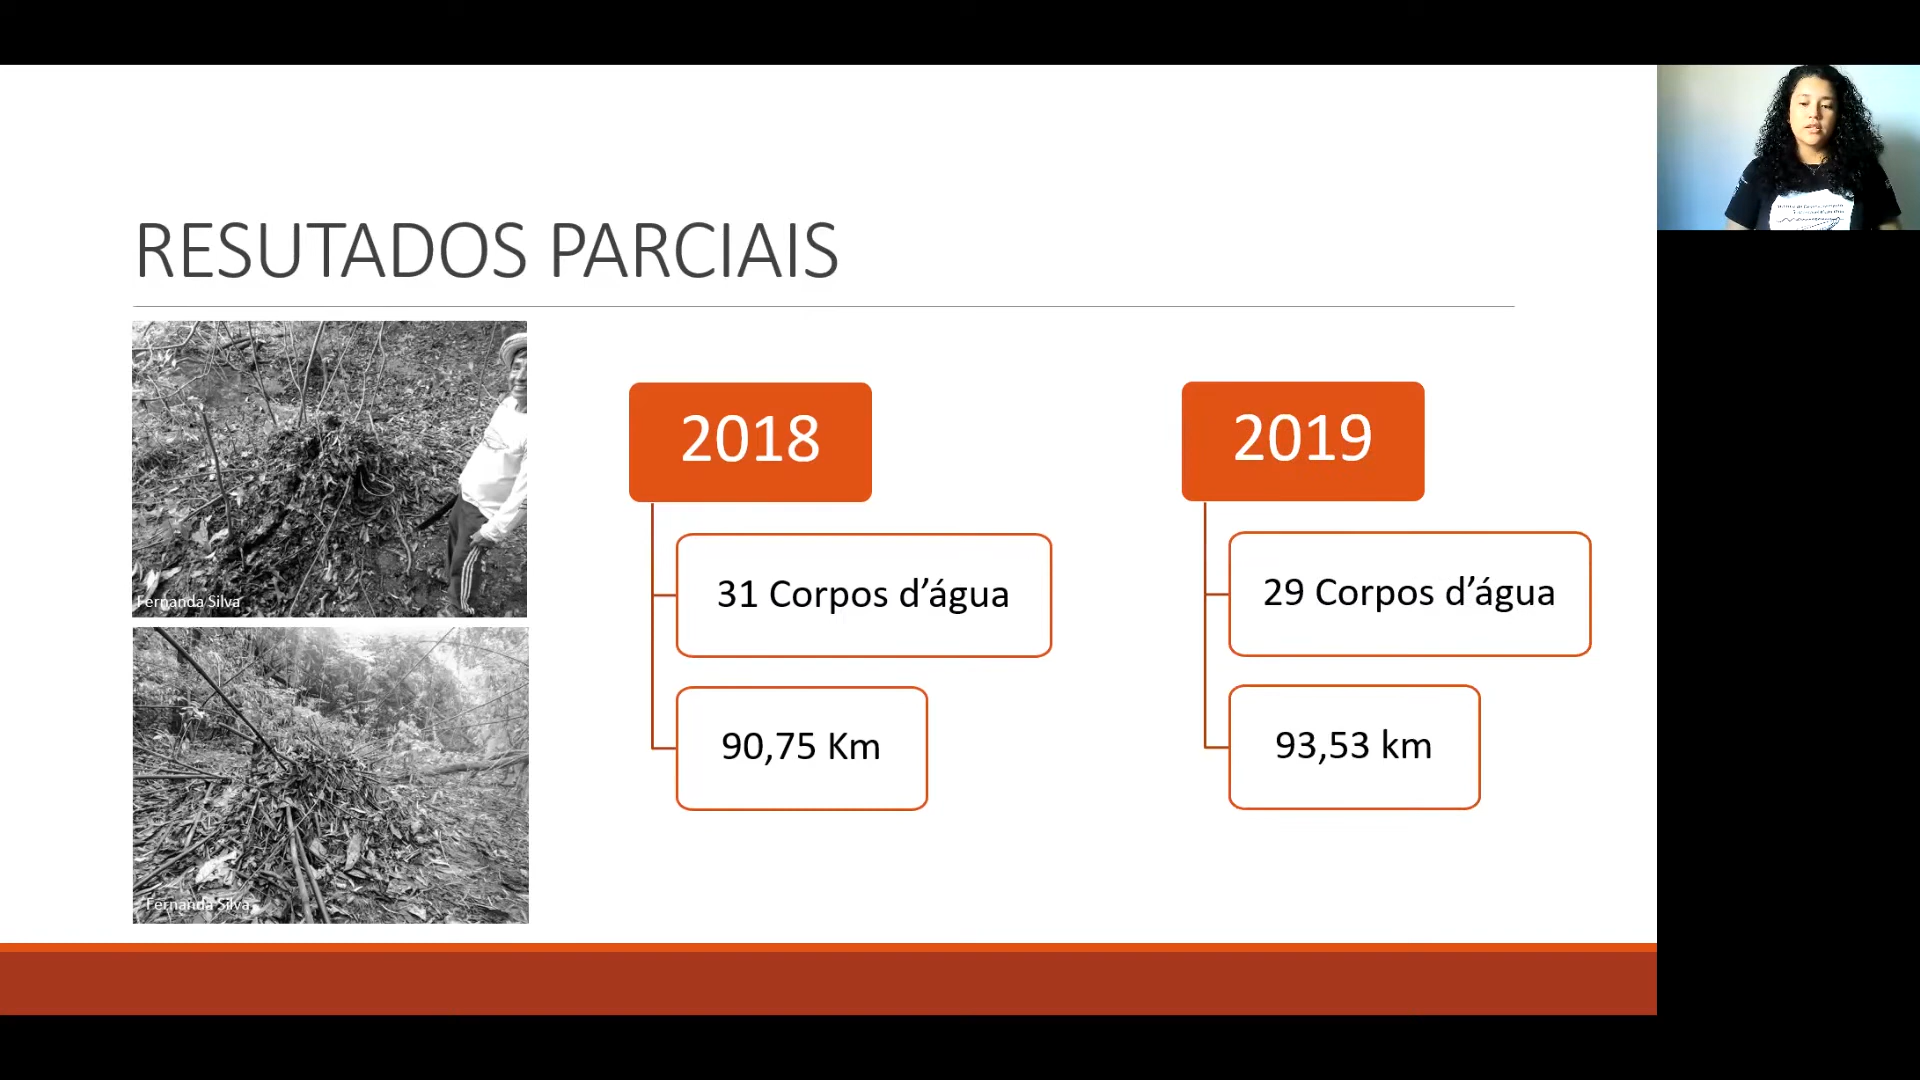 RESUTADOS PARCIAIS
Fernanda Silva
Fernanda Silva
2018
31 Corpos d’água
90,75 Km
2019
29 Corpos d’água
93,53 km